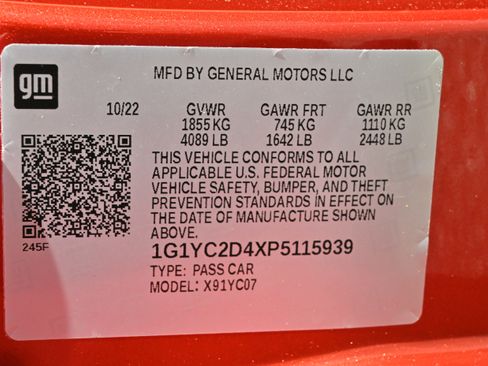 gm
MFD BY GENERAL MOTORS LLC
10/22 GVWR GAWR FRT GAWR RR
1855 KG 745 KG 1110 KG
4089 LB 1642 LB 2448 LB
THIS VEHICLE CONFORMS TO ALL
APPLICABLE U.S. FEDERAL MOTOR
VEHICLE SAFETY, BUMPER, AND THEFT
PREVENTION STANDARDS IN EFFECT ON
THE DATE OF MANUFACTURE SHOWN
ABOVE.
245F
1G1YC2D4XP5115939
TYPE: PASS CAR
MODEL: X91YC07